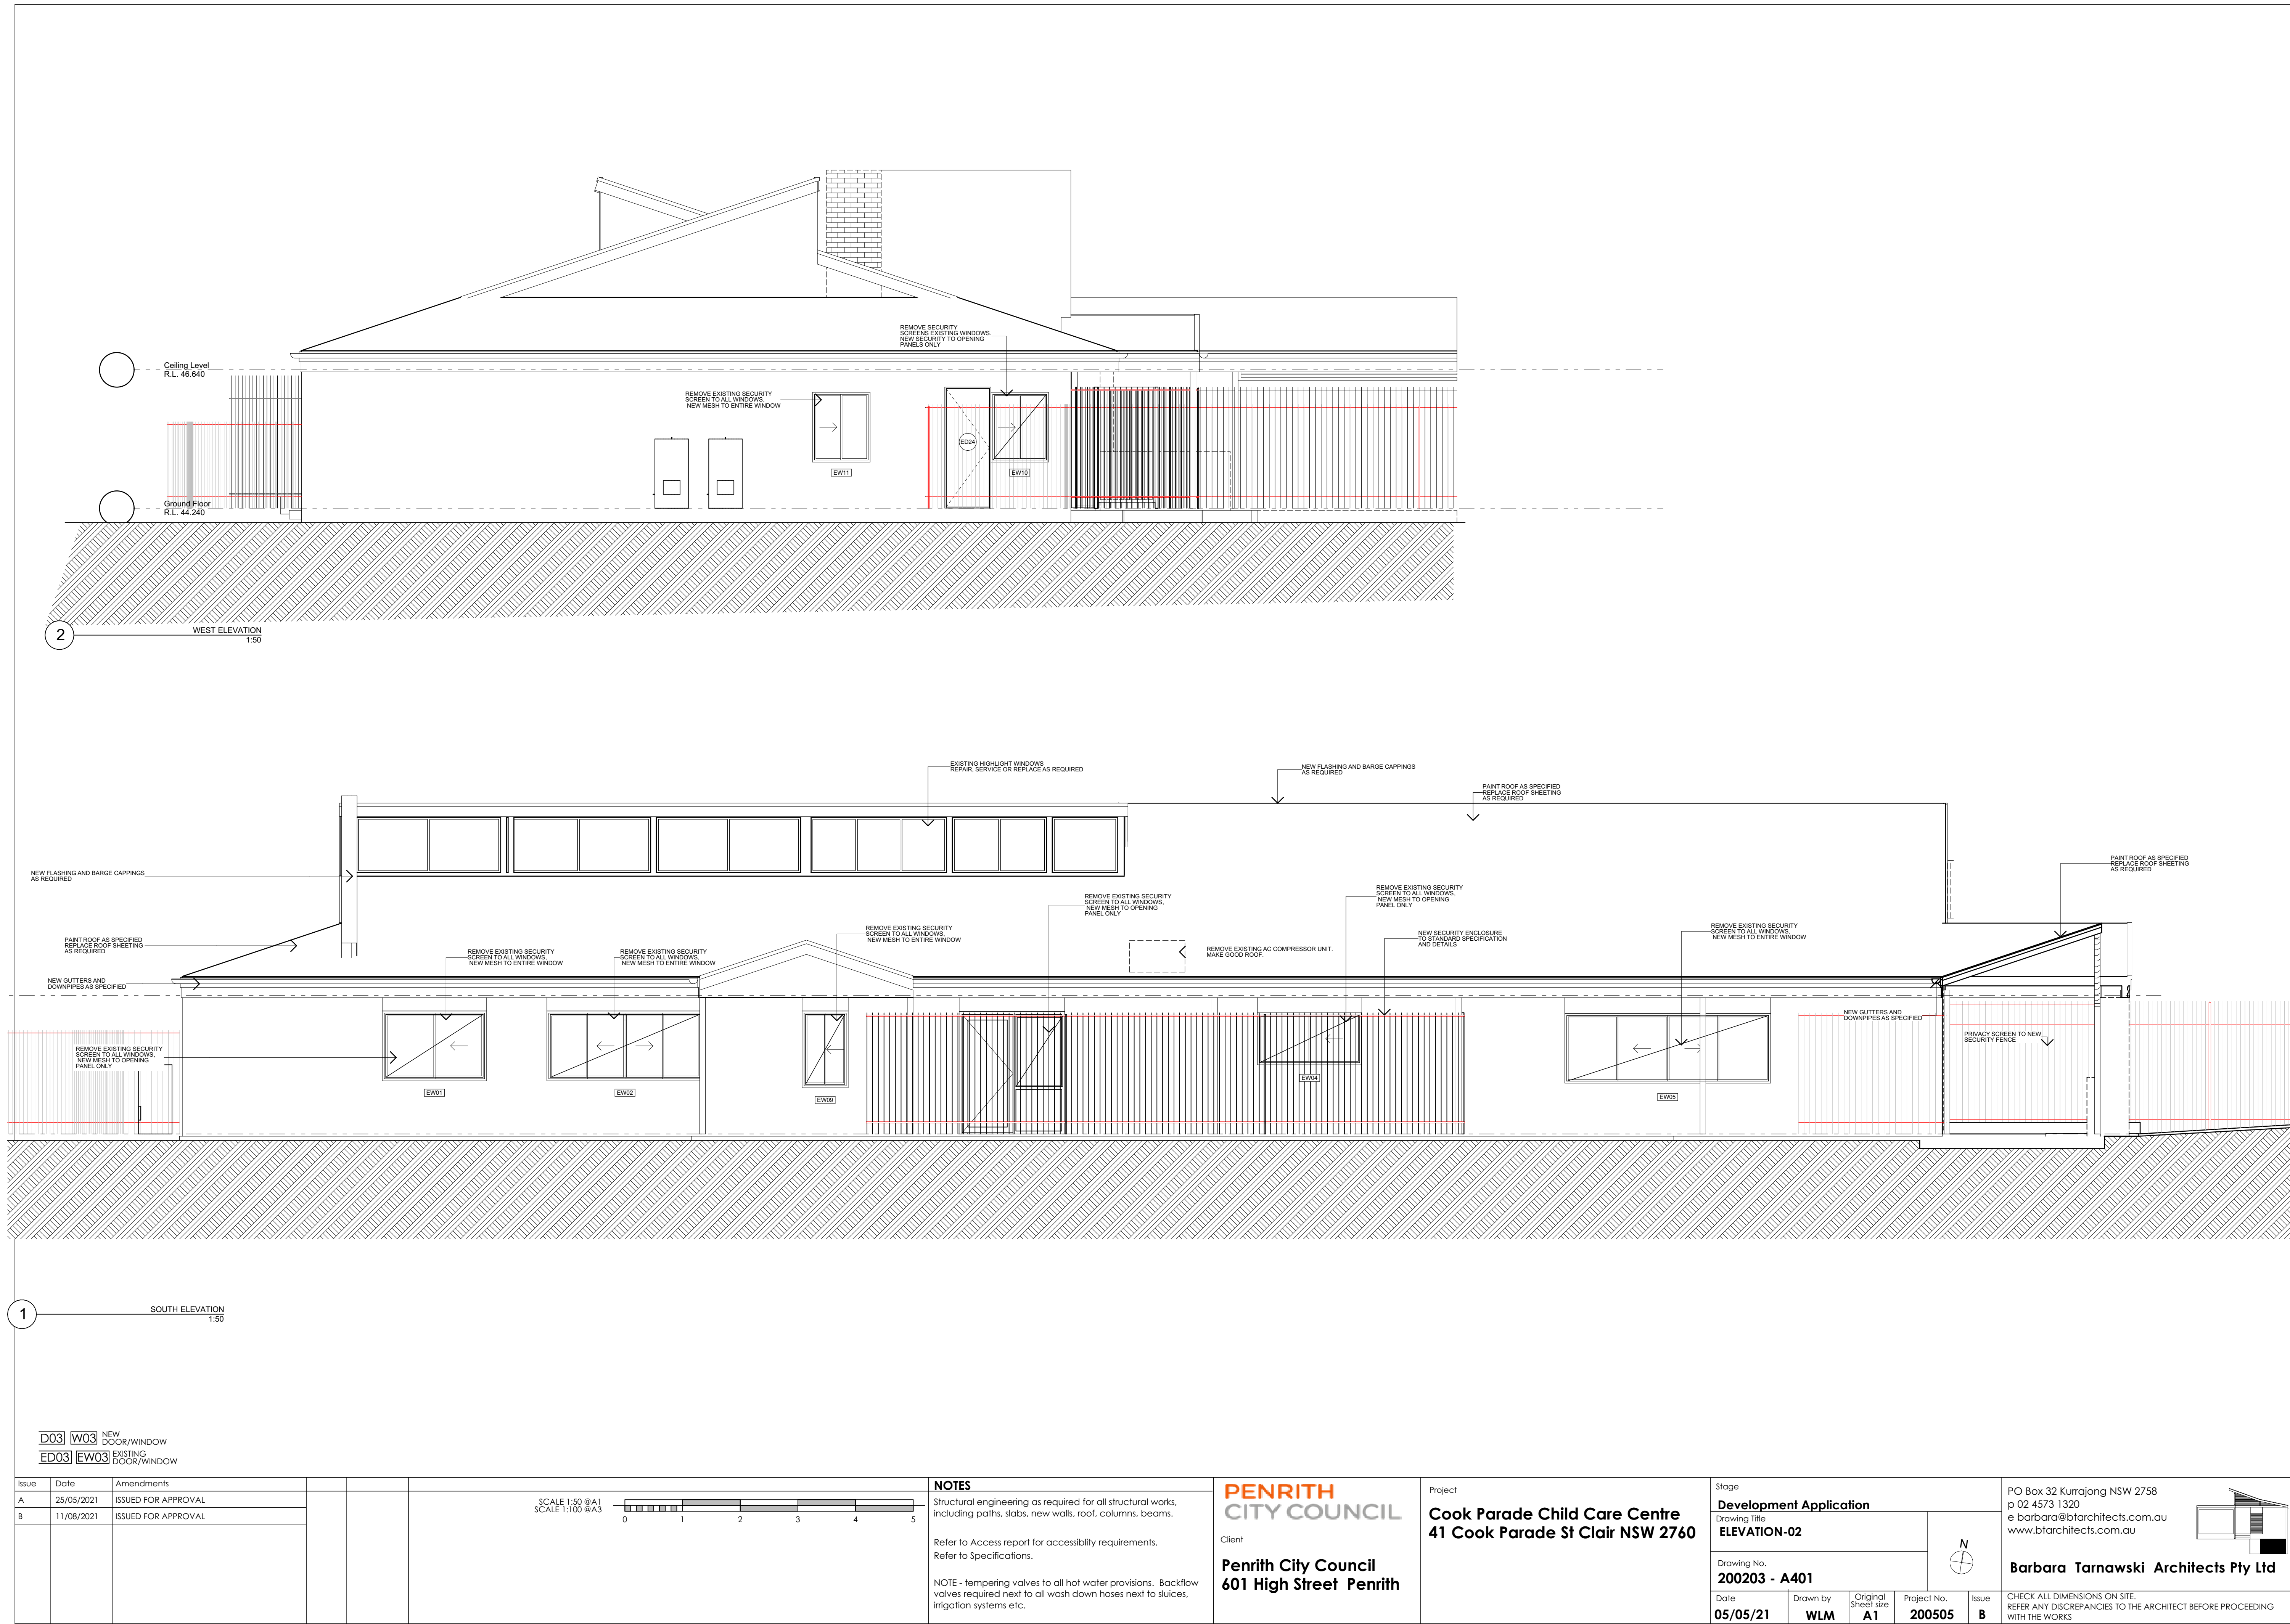 REMOVE SECURITY
SCREENS EXISTING WINDOWS.
NEW SECURITY TO OPENING
PANELS ONLY
Ceiling Level
R.L. 46.640
REMOVE EXISTING SECURITY
SCREEN TO ALL WINDOWS,
NEW MESH TO ENTIRE WINDOW
ED24
EW11
EW10
Ground Floor
R.L. 44.240
2
WEST ELEVATION
1:50
EXISTING HIGHLIGHT WINDOWS
REPAIR, SERVICE OR REPLACE AS REQUIRED
NEW FLASHING AND BARGE CAPPINGS
AS REQUIRED
PAINT ROOF AS SPECIFIED
REPLACE ROOF SHEETING
AS REQUIRED
PAINT ROOF AS SPECIFIED
REPLACE ROOF SHEETING
AS REQUIRED
NEW FLASHING AND BARGE CAPPINGS
AS REQUIRED
REMOVE EXISTING SECURITY
SCREEN TO ALL WINDOWS,
NEW MESH TO OPENING
PANEL ONLY
REMOVE EXISTING SECURITY
SCREEN TO ALL WINDOWS,
NEW MESH TO OPENING
PANEL ONLY
REMOVE EXISTING SECURITY
SCREEN TO ALL WINDOWS,
NEW MESH TO ENTIRE WINDOW
NEW SECURITY ENCLOSURE
TO STANDARD SPECIFICATION
AND DETAILS
REMOVE EXISTING SECURITY
SCREEN TO ALL WINDOWS,
NEW MESH TO ENTIRE WINDOW
PAINT ROOF AS SPECIFIED
REPLACE ROOF SHEETING
AS REQUIRED
REMOVE EXISTING SECURITY
SCREEN TO ALL WINDOWS,
NEW MESH TO ENTIRE WINDOW
REMOVE EXISTING SECURITY
SCREEN TO ALL WINDOWS,
NEW MESH TO ENTIRE WINDOW
REMOVE EXISTING AC COMPRESSOR UNIT.
MAKE GOOD ROOF.
NEW GUTTERS AND
DOWNPIPES AS SPECIFIED
NEW GUTTERS AND
DOWNPIPES AS SPECIFIED
PRIVACY SCREEN TO NEW
SECURITY FENCE
REMOVE EXISTING SECURITY
SCREEN TO ALL WINDOWS,
NEW MESH TO OPENING
PANEL ONLY
EW01
EW02
EW09
EW04
EW05
1
SOUTH ELEVATION
1:50
D03 W03 NEW
DOOR/WINDOW
ED03 EW03 EXISTING
DOOR/WINDOW
Issue Date Amendments
A 25/05/2021 ISSUED FOR APPROVAL
B 11/08/2021 ISSUED FOR APPROVAL
SCALE 1:50 @A1
SCALE 1:100 @A3
0 1 2 3 4 5
NOTES
Structural engineering as required for all structural works,
including paths, slabs, new walls, roof, columns, beams.
Refer to Access report for accessiblity requirements.
Refer to Specifications.
NOTE - tempering valves to all hot water provisions. Backflow
valves required next to all wash down hoses next to sluices,
irrigation systems etc.
PENRITH
CITY COUNCIL
Client
Penrith City Council
601 High Street Penrith
Project
Cook Parade Child Care Centre
41 Cook Parade St Clair NSW 2760
Stage
Development Application
Drawing Title
ELEVATION-02
N
Drawing No.
200203 - A401
Date
05/05/21
Drawn by
WLM
Original
Sheet size
A1
Project No.
200505
Issue
B
PO Box 32 Kurrajong NSW 2758
p 02 4573 1320
e barbara@btarchitects.com.au
www.btarchitects.com.au
Barbara Tarnawski Architects Pty Ltd
CHECK ALL DIMENSIONS ON SITE.
REFER ANY DISCREPANCIES TO THE ARCHITECT BEFORE PROCEEDING
WITH THE WORKS